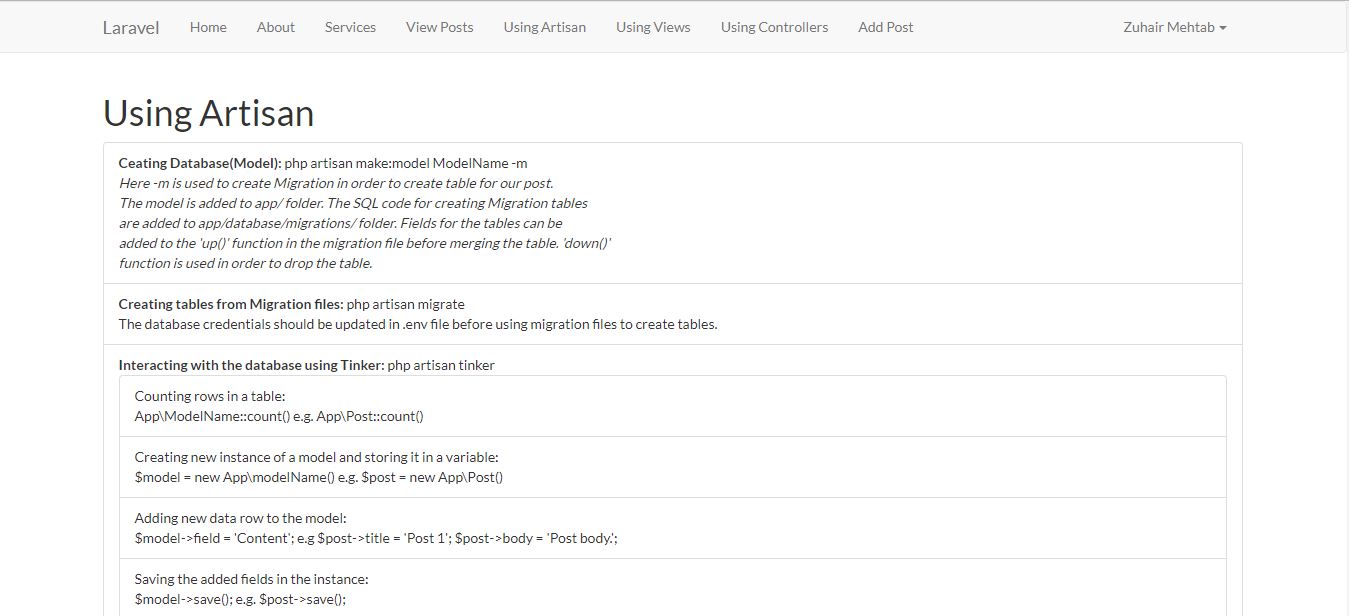 Laravel Home About Services View Posts Using Artisan Using Views Using Controllers Add Post Zuhair Mehtab
Using Artisan
Ceating Database(Model): php artisan make:model ModelName -m
Here -m is used to create Migration in order to create table for our post.
The model is added to app/ folder. The SQL code for creating Migration tables
are added to app/database/migrations/ folder. Fields for the tables can be
added to the 'up()' function in the migration file before merging the table. 'down()'
function is used in order to drop the table.
Creating tables from Migration files: php artisan migrate
The database credentials should be updated in .env file before using migration files to create tables.
Interacting with the database using Tinker: php artisan tinker
Counting rows in a table:
App\ModelName::count() e.g. App\Post::count()
Creating new instance of a model and storing it in a variable:
$model = new App\modelName() e.g. $post = new App\Post()
Adding new data row to the model:
$model->field = 'Content'; e.g $post->title = 'Post 1'; $post->body = 'Post body.';
Saving the added fields in the instance:
$model->save(); e.g. $post->save();